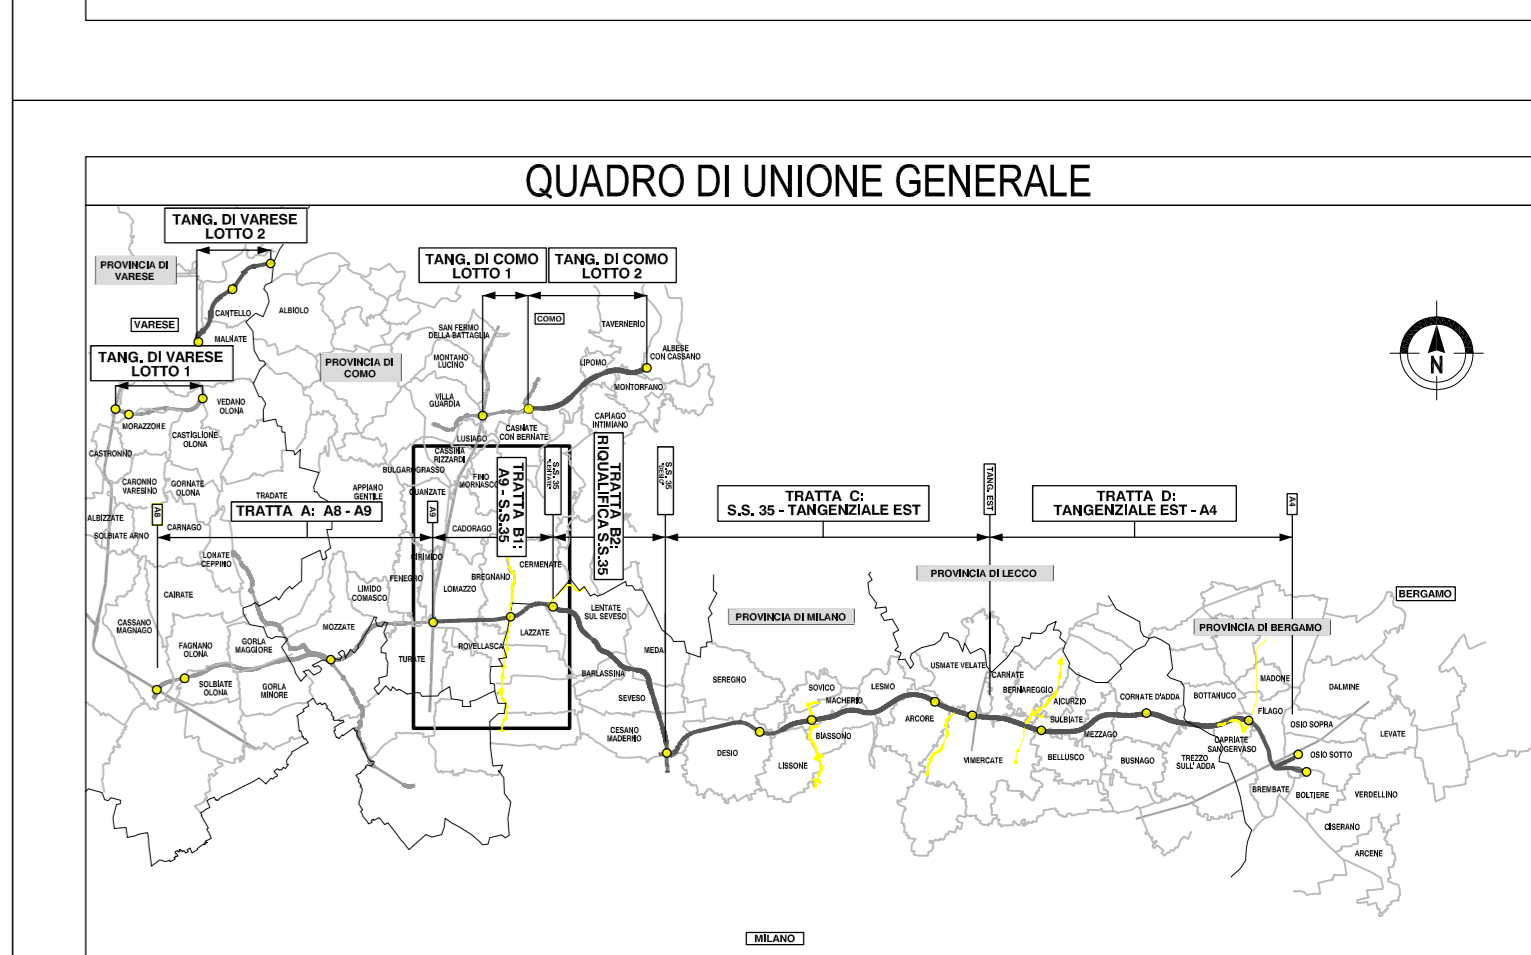 QUADRO DI UNIONE GENERALE
TANG. DI VARESE
LOTTO 2
PROVINCIA DI
VARESE
CANTELLO
ALBIOLO
VARESE
MALNATE
TANG. DI VARESE
LOTTO 1
PROVINCIA DI
COMO
TANG. DI COMO
LOTTO 1
TANG. DI COMO
LOTTO 2
COMO
SAN FERMO
DELLA BATTAGLIA
TAVERNERIO
MONTANO
LUCINO
LIPOMO
ALBESE
CON CASSANO
MONTORFANO
VILLA
GUARDIA
CAPIAGO
INTIMIANO
VEDANO
OLONA
MORAZZONE
CASTIGLIONE
OLONA
CASTRONNO
LUSIAGO
CASNATE
CON BERNATE
CASSINA
RIZZARDI
BULGAROGRASSO
FINO
MORNASCO
GUANZATE
CARONNO
VARESINO
GORNATE
OLONA
TRADATE
APPIANO
GENTILE
TRATTA A: A8 - A9
A8
A9
ALBIZZATE
CARNAGO
SOLBIATE ARNO
CADORAGO
CIRIMIDO
TRATTA B1:
A9 - S.S.35
S.S. 35
"LENTATE"
TRATTA B2:
RIQUALIFICA S.S.35
S.S. 35
"DESIO"
TRATTA C:
S.S. 35 - TANGENZIALE EST
TANG. EST
TRATTA D:
TANGENZIALE EST - A4
A4
N
LONATE
CEPPINO
FENEGRO
LIMIDO
COMASCO
LOMAZZO
BREGNANO
CERMENATE
LENTATE
SUL SEVESO
CAIRATE
CASSANO
MAGNAGO
FAGNANO
OLONA
GORLA
MAGGIORE
MOZZATE
TURATE
ROVELLASCA
LAZZATE
SOLBIATE
OLONA
GORLA
MINORE
BARLASSINA
MEDA
SEVESO
CESANO
MADERNO
SEREGNO
DESIO
LISSONE
PROVINCIA DI MILANO
PROVINCIA DI LECCO
PROVINCIA DI BERGAMO
BERGAMO
SOVICO
MACHERIO
BIASSONO
LESMO
ARCORE
USMATE VELATE
CARNATE
BERNAREGGIO
AICURZIO
SULBIATE
VIMERCATE
BELLUSCO
MEZZAGO
BUSNAGO
CORNATE D'ADDA
BOTTANUCO
TREZZO
SULL' ADDA
CAPRIATE
SANGERVASO
MADONE
FILAGO
DALMINE
OSIO SOPRA
LEVATE
OSIO SOTTO
BREMBATE
BOLTIERE
VERDELLINO
CISERANO
ARCENE
MILANO